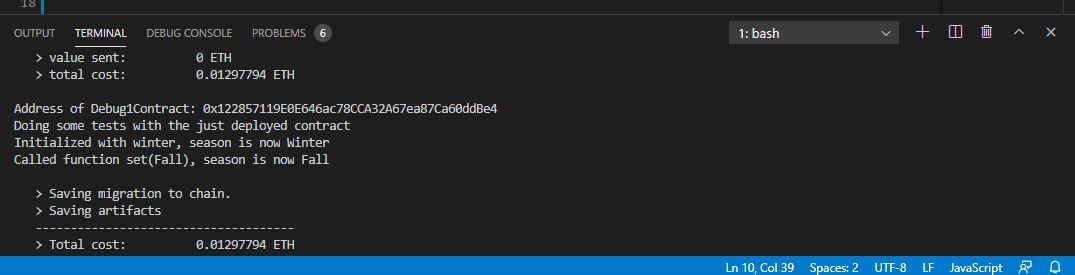 18
OUTPUT TERMINAL DEBUG CONSOLE PROBLEMS 6 1: bash
> value sent: 0 ETH
> total cost: 0.01297794 ETH
Address of Debug1Contract: 0x122857119E0E646ac78CCA32A67ea87Ca60ddBe4
Doing some tests with the just deployed contract
Initialized with winter, season is now Winter
Called function set(Fall), season is now Fall
> Saving migration to chain.
> Saving artifacts
-------------------------------------
> Total cost: 0.01297794 ETH
Ln 10, Col 39 Spaces: 2 UTF-8 LF JavaScript